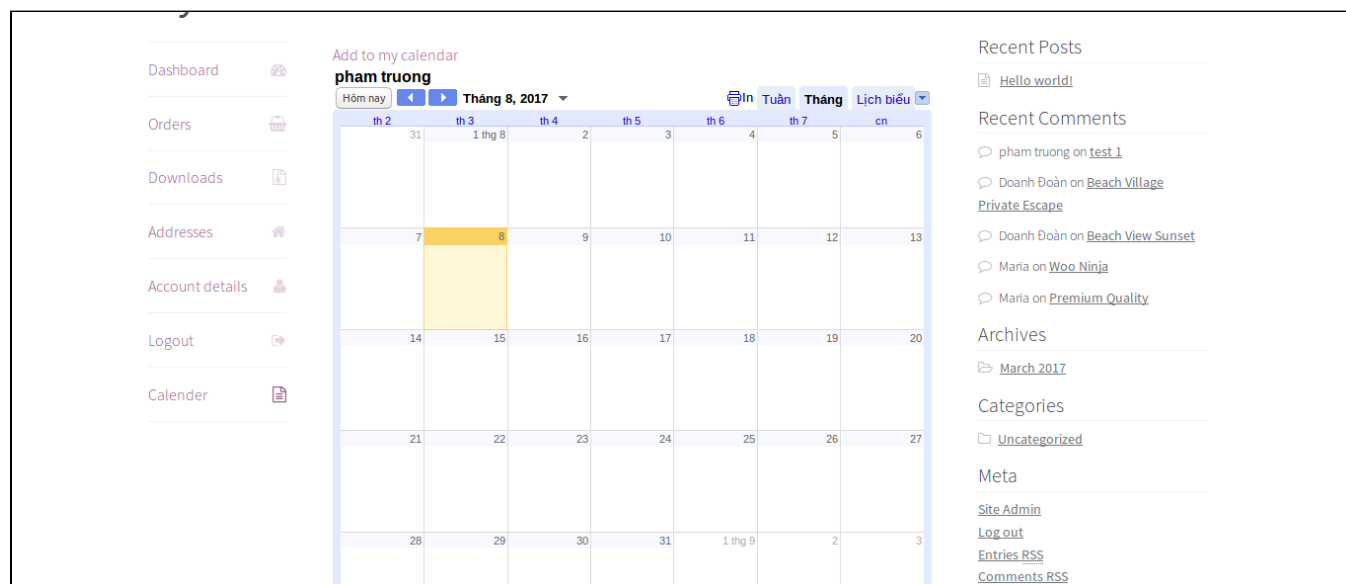 Dashboard
Orders
Downloads
Addresses
Account details
Logout
Calender
Add to my calendar
pham truong
Hôm nay Tháng 8, 2017 In Tuần Tháng Lịch biểu
th 2 th 3 th 4 th 5 th 6 th 7 cn
31 1 thg 8 2 3 4 5 6
7 8 9 10 11 12 13
14 15 16 17 18 19 20
21 22 23 24 25 26 27
28 29 30 31 1 thg 9 2 3
Recent Posts
Hello world!
Recent Comments
pham truong on test 1
Doanh Đoàn on Beach Village
Private Escape
Doanh Đoàn on Beach View Sunset
Maria on Woo Ninja
Maria on Premium Quality
Archives
March 2017
Categories
Uncategorized
Meta
Site Admin
Log out
Entries RSS
Comments RSS